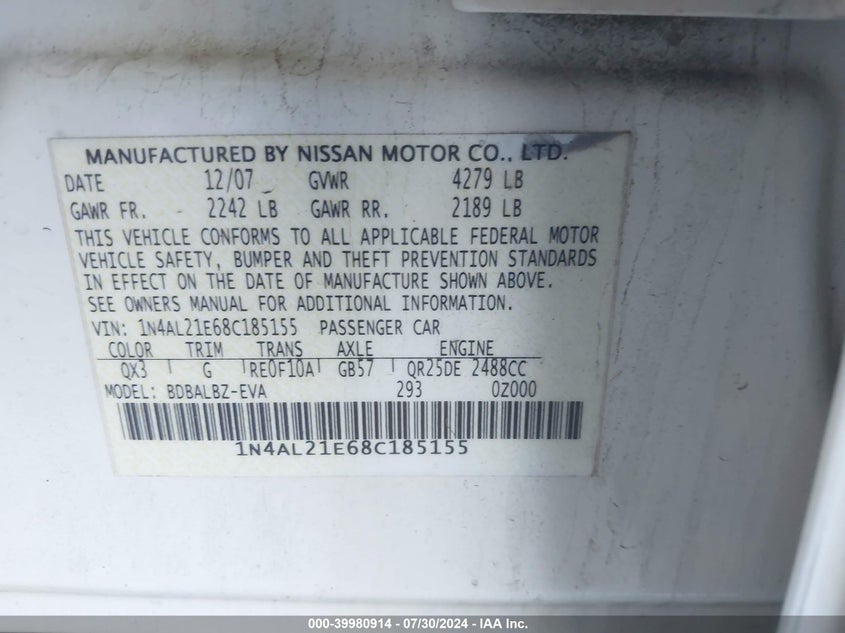 MANUFACTURED BY NISSAN MOTOR CO., LTD.
DATE 12/07 GVWR 4279 LB
GAWR FR. 2242 LB GAWR RR. 2189 LB
THIS VEHICLE CONFORMS TO ALL APPLICABLE FEDERAL MOTOR
VEHICLE SAFETY, BUMPER AND THEFT PREVENTION STANDARDS
IN EFFECT ON THE DATE OF MANUFACTURE SHOWN ABOVE.
SEE OWNERS MANUAL FOR ADDITIONAL INFORMATION.
VIN: 1N4AL21E68C185155 PASSENGER CAR
COLOR TRIM TRANS AXLE ENGINE
QX3 G RE0F10A GB57 QR25DE 2488CC
MODEL: BDBALBZ-EVA 293 0Z000
1N4AL21E68C185155
000-39980914 / 07/30/2024 - IAA Inc.